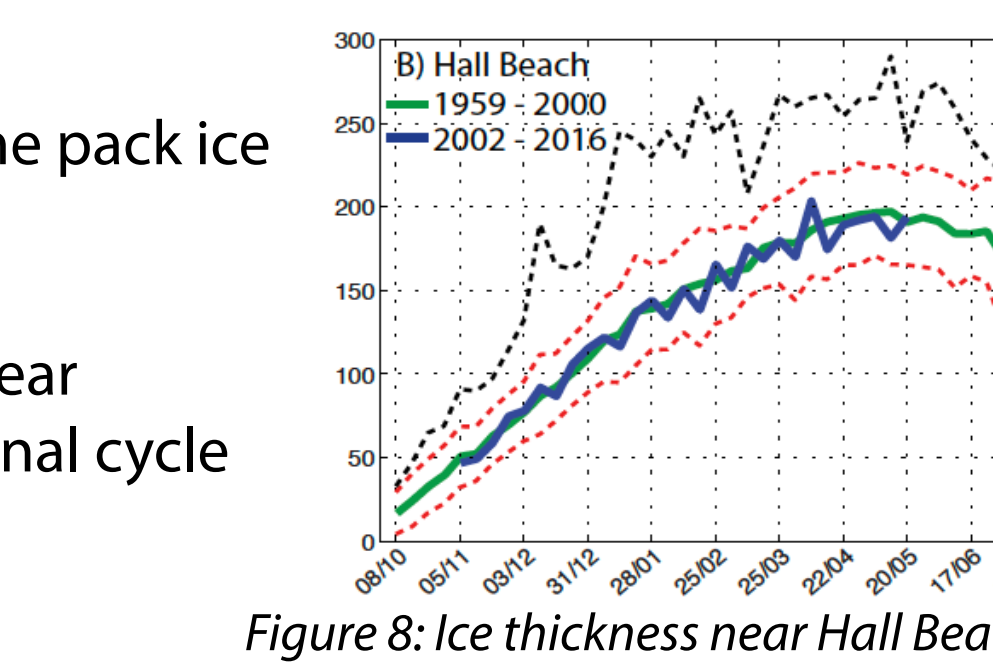 ne pack ice
ear
nal cycle
300
250
200
150
100
50
0
B) Hall Beach
1959 - 2000
2002 - 2016
08/10 05/11 03/12 31/12 28/01 25/02 25/03 22/04 20/05 17/06
Figure 8: Ice thickness near Hall Bea